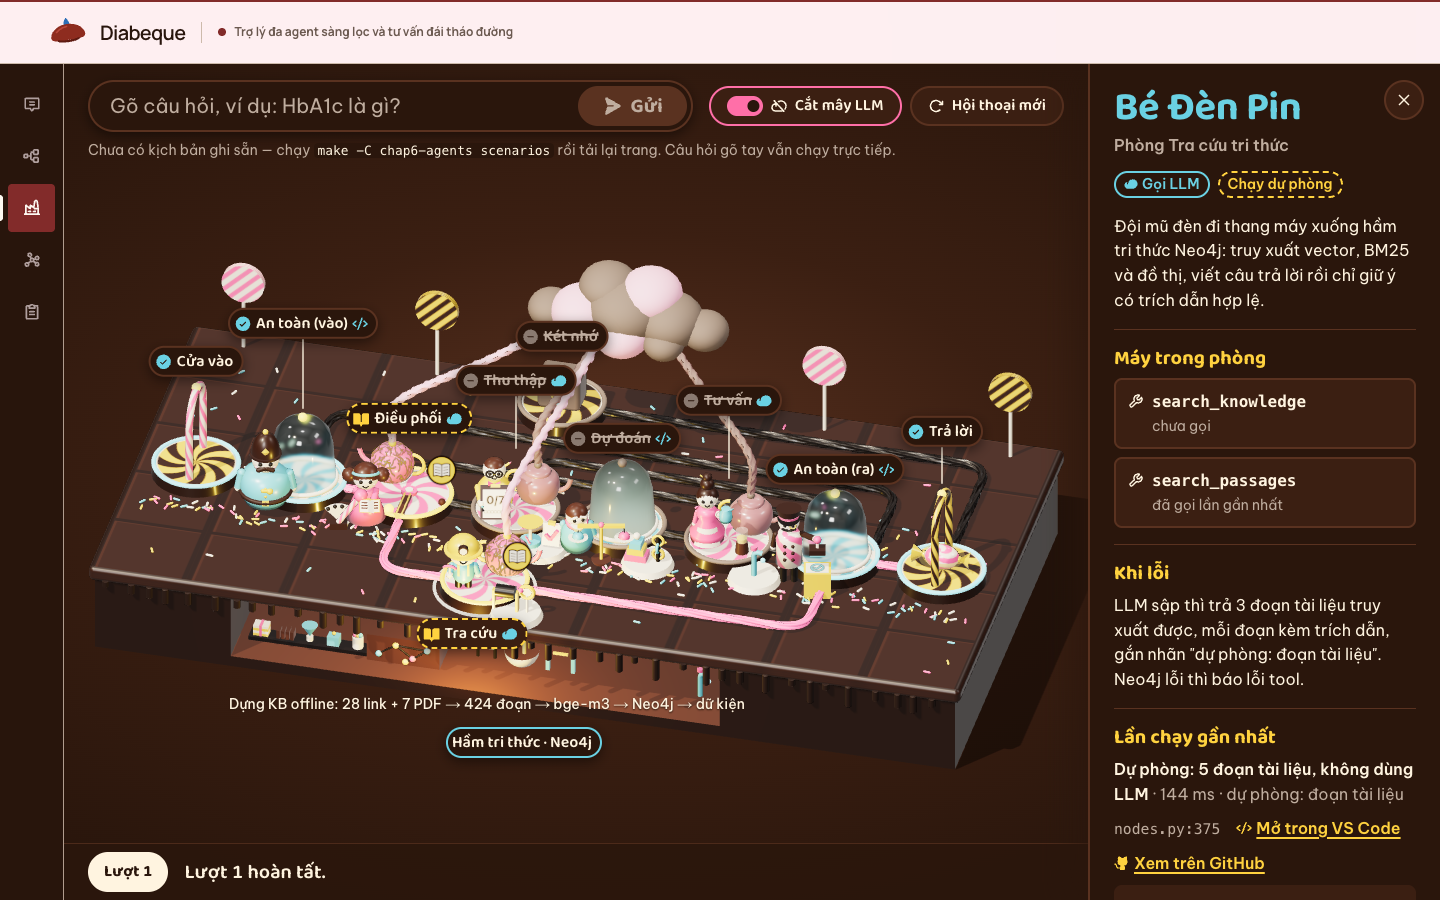 Diabeque
Trợ lý đa agent sàng lọc và tư vấn đái tháo đường
Gõ câu hỏi, ví dụ: HbA1c là gì?
Gửi
Cắt mây LLM
Hội thoại mới
Chưa có kịch bản ghi sẵn — chạy make -C chap6-agents scenarios rồi tải lại trang. Câu hỏi gõ tay vẫn chạy trực tiếp.
An toàn (vào)
Cửa vào
Két nhớ
Thu thập
Điều phối
Tư vấn
Dự đoán
Trả lời
An toàn (ra)
0/7
Tra cứu
Dựng KB offline: 28 link + 7 PDF → 424 đoạn → bge-m3 → Neo4j → dữ kiện
Hầm tri thức · Neo4j
Lượt 1
Lượt 1 hoàn tất.
Bé Đèn Pin
Phòng Tra cứu tri thức
Gọi LLM
Chạy dự phòng
Đội mũ đèn đi thang máy xuống hầm
tri thức Neo4j: truy xuất vector, BM25
và đồ thị, viết câu trả lời rồi chỉ giữ ý
có trích dẫn hợp lệ.
Máy trong phòng
search_knowledge
chưa gọi
search_passages
đã gọi lần gần nhất
Khi lỗi
LLM sập thì trả 3 đoạn tài liệu truy
xuất được, mỗi đoạn kèm trích dẫn,
gắn nhãn "dự phòng: đoạn tài liệu".
Neo4j lỗi thì báo lỗi tool.
Lần chạy gần nhất
Dự phòng: 5 đoạn tài liệu, không dùng
LLM · 144 ms · dự phòng: đoạn tài liệu
nodes.py:375
</> Mở trong VS Code
Xem trên GitHub